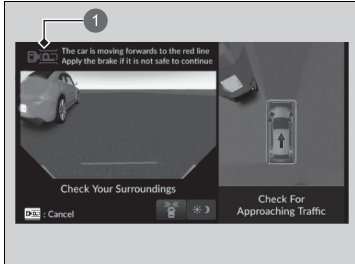 1
The car is moving forwards to the red line
Apply the brake if it is not safe to continue
Check Your Surroundings
Check For
Approaching Traffic
: Cancel